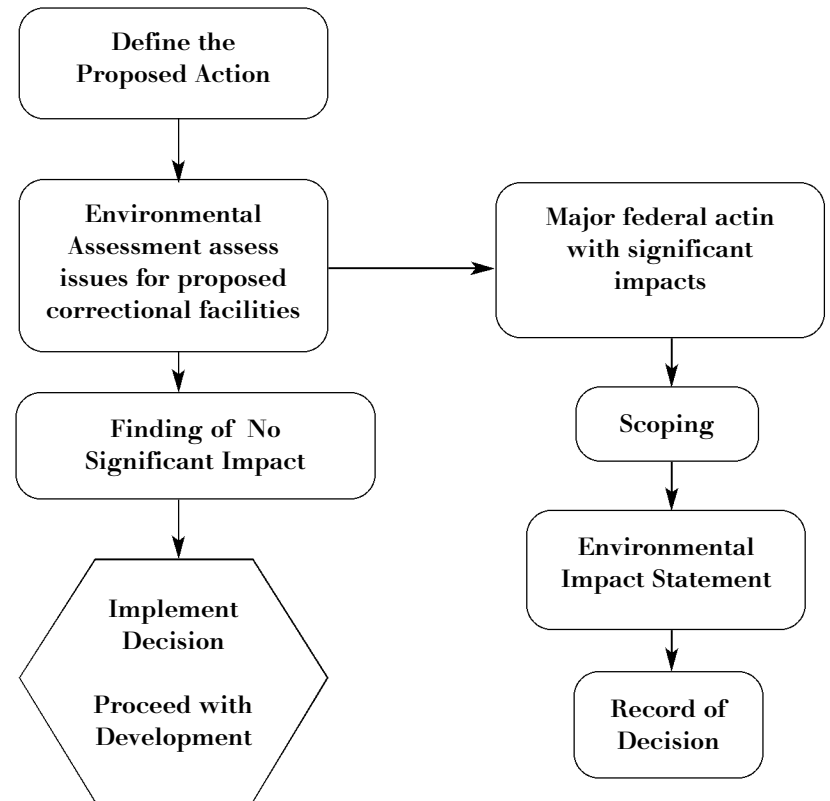 Define the
Proposed Action
Environmental
Assessment assess
issues for proposed
correctional facilities
Major federal actin
with significant
impacts
Finding of No
Significant Impact
Scoping
Environmental
Impact Statement
Implement
Decision
Proceed with
Development
Record of
Decision